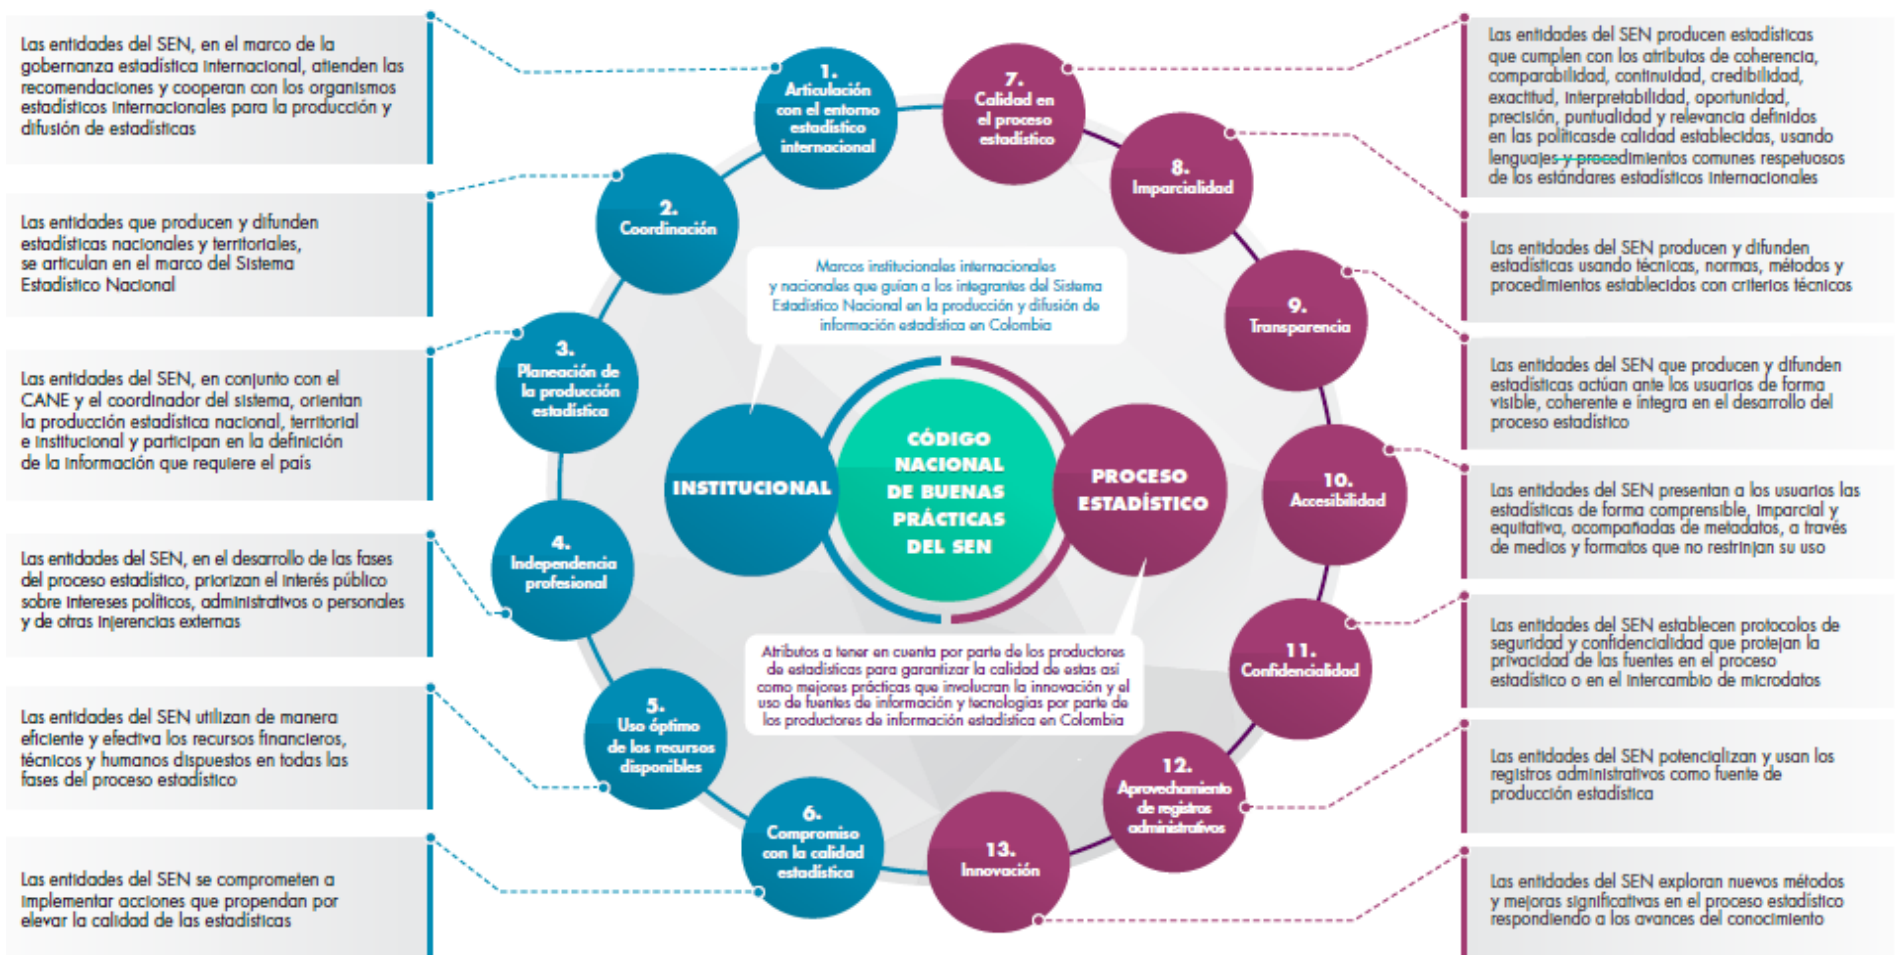 Las entidades del SEN, en el marco de la
gobernanza estadística internacional, atienden las
recomendaciones y cooperan con los organismos
estadísticos internacionales para la producción y
difusión de estadísticas
Las entidades que producen y difunden
estadísticas nacionales y territoriales,
se articulan en el marco del Sistema
Estadístico Nacional
Las entidades del SEN, en conjunto con el
CANE y el coordinador del sistema, orientan
la producción estadística nacional, territorial
e institucional y participan en la definición
de la información que requiere el país
Las entidades del SEN, en el desarrollo de las fases
del proceso estadístico, priorizan el interés público
sobre intereses políticos, administrativos o personales
y de otras injerencias externas
Las entidades del SEN utilizan de manera
eficiente y efectiva los recursos financieros,
técnicos y humanos dispuestos en todas las
fases del proceso estadístico
Las entidades del SEN se comprometen a
implementar acciones que propendan por
elevar la calidad de las estadísticas
1.
Articulación
con el entorno
estadístico
internacional
2.
Coordinación
3.
Planeación de
la producción
estadística
4.
Independencia
profesional
5.
Uso óptimo
de los recursos
disponibles
6.
Compromiso
con la calidad
estadística
Marcos institucionales internacionales
y nacionales que guían a los integrantes del Sistema
Estadístico Nacional en la producción y difusión de
información estadística en Colombia
INSTITUCIONAL
CÓDIGO
NACIONAL
DE BUENAS
PRÁCTICAS
DEL SEN
PROCESO
ESTADÍSTICO
Atributos a tener en cuenta por parte de los productores
de estadísticas para garantizar la calidad de estas así
como mejores prácticas que involucran la innovación y el
uso de fuentes de información y tecnologías por parte de
los productores de información estadística en Colombia
7.
Calidad en
el proceso
estadístico
8.
Imparcialidad
9.
Transparencia
10.
Accesibilidad
11.
Confidencialidad
12.
Aprovechamiento
de registros
administrativos
13.
Innovación
Las entidades del SEN producen estadísticas
que cumplen con los atributos de coherencia,
comparabilidad, continuidad, credibilidad,
exactitud, interpretabilidad, oportunidad,
precisión, puntualidad y relevancia definidos
en las políticasde calidad establecidas, usando
lenguajes y procedimientos comunes respetuosos
de los estándares estadísticos internacionales
Las entidades del SEN producen y difunden
estadísticas usando técnicas, normas, métodos y
procedimientos establecidos con criterios técnicos
Las entidades del SEN que producen y difunden
estadísticas actúan ante los usuarios de forma
visible, coherente e íntegra en el desarrollo del
proceso estadístico
Las entidades del SEN presentan a los usuarios las
estadísticas de forma comprensible, imparcial y
equitativa, acompañadas de metadatos, a través
de medios y formatos que no restrinjan su uso
Las entidades del SEN establecen protocolos de
seguridad y confidencialidad que protejan la
privacidad de las fuentes en el proceso
estadístico o en el intercambio de microdatos
Las entidades del SEN potencializan y usan los
registros administrativos como fuente de
producción estadística
Las entidades del SEN exploran nuevos métodos
y mejoras significativas en el proceso estadístico
respondiendo a los avances del conocimiento